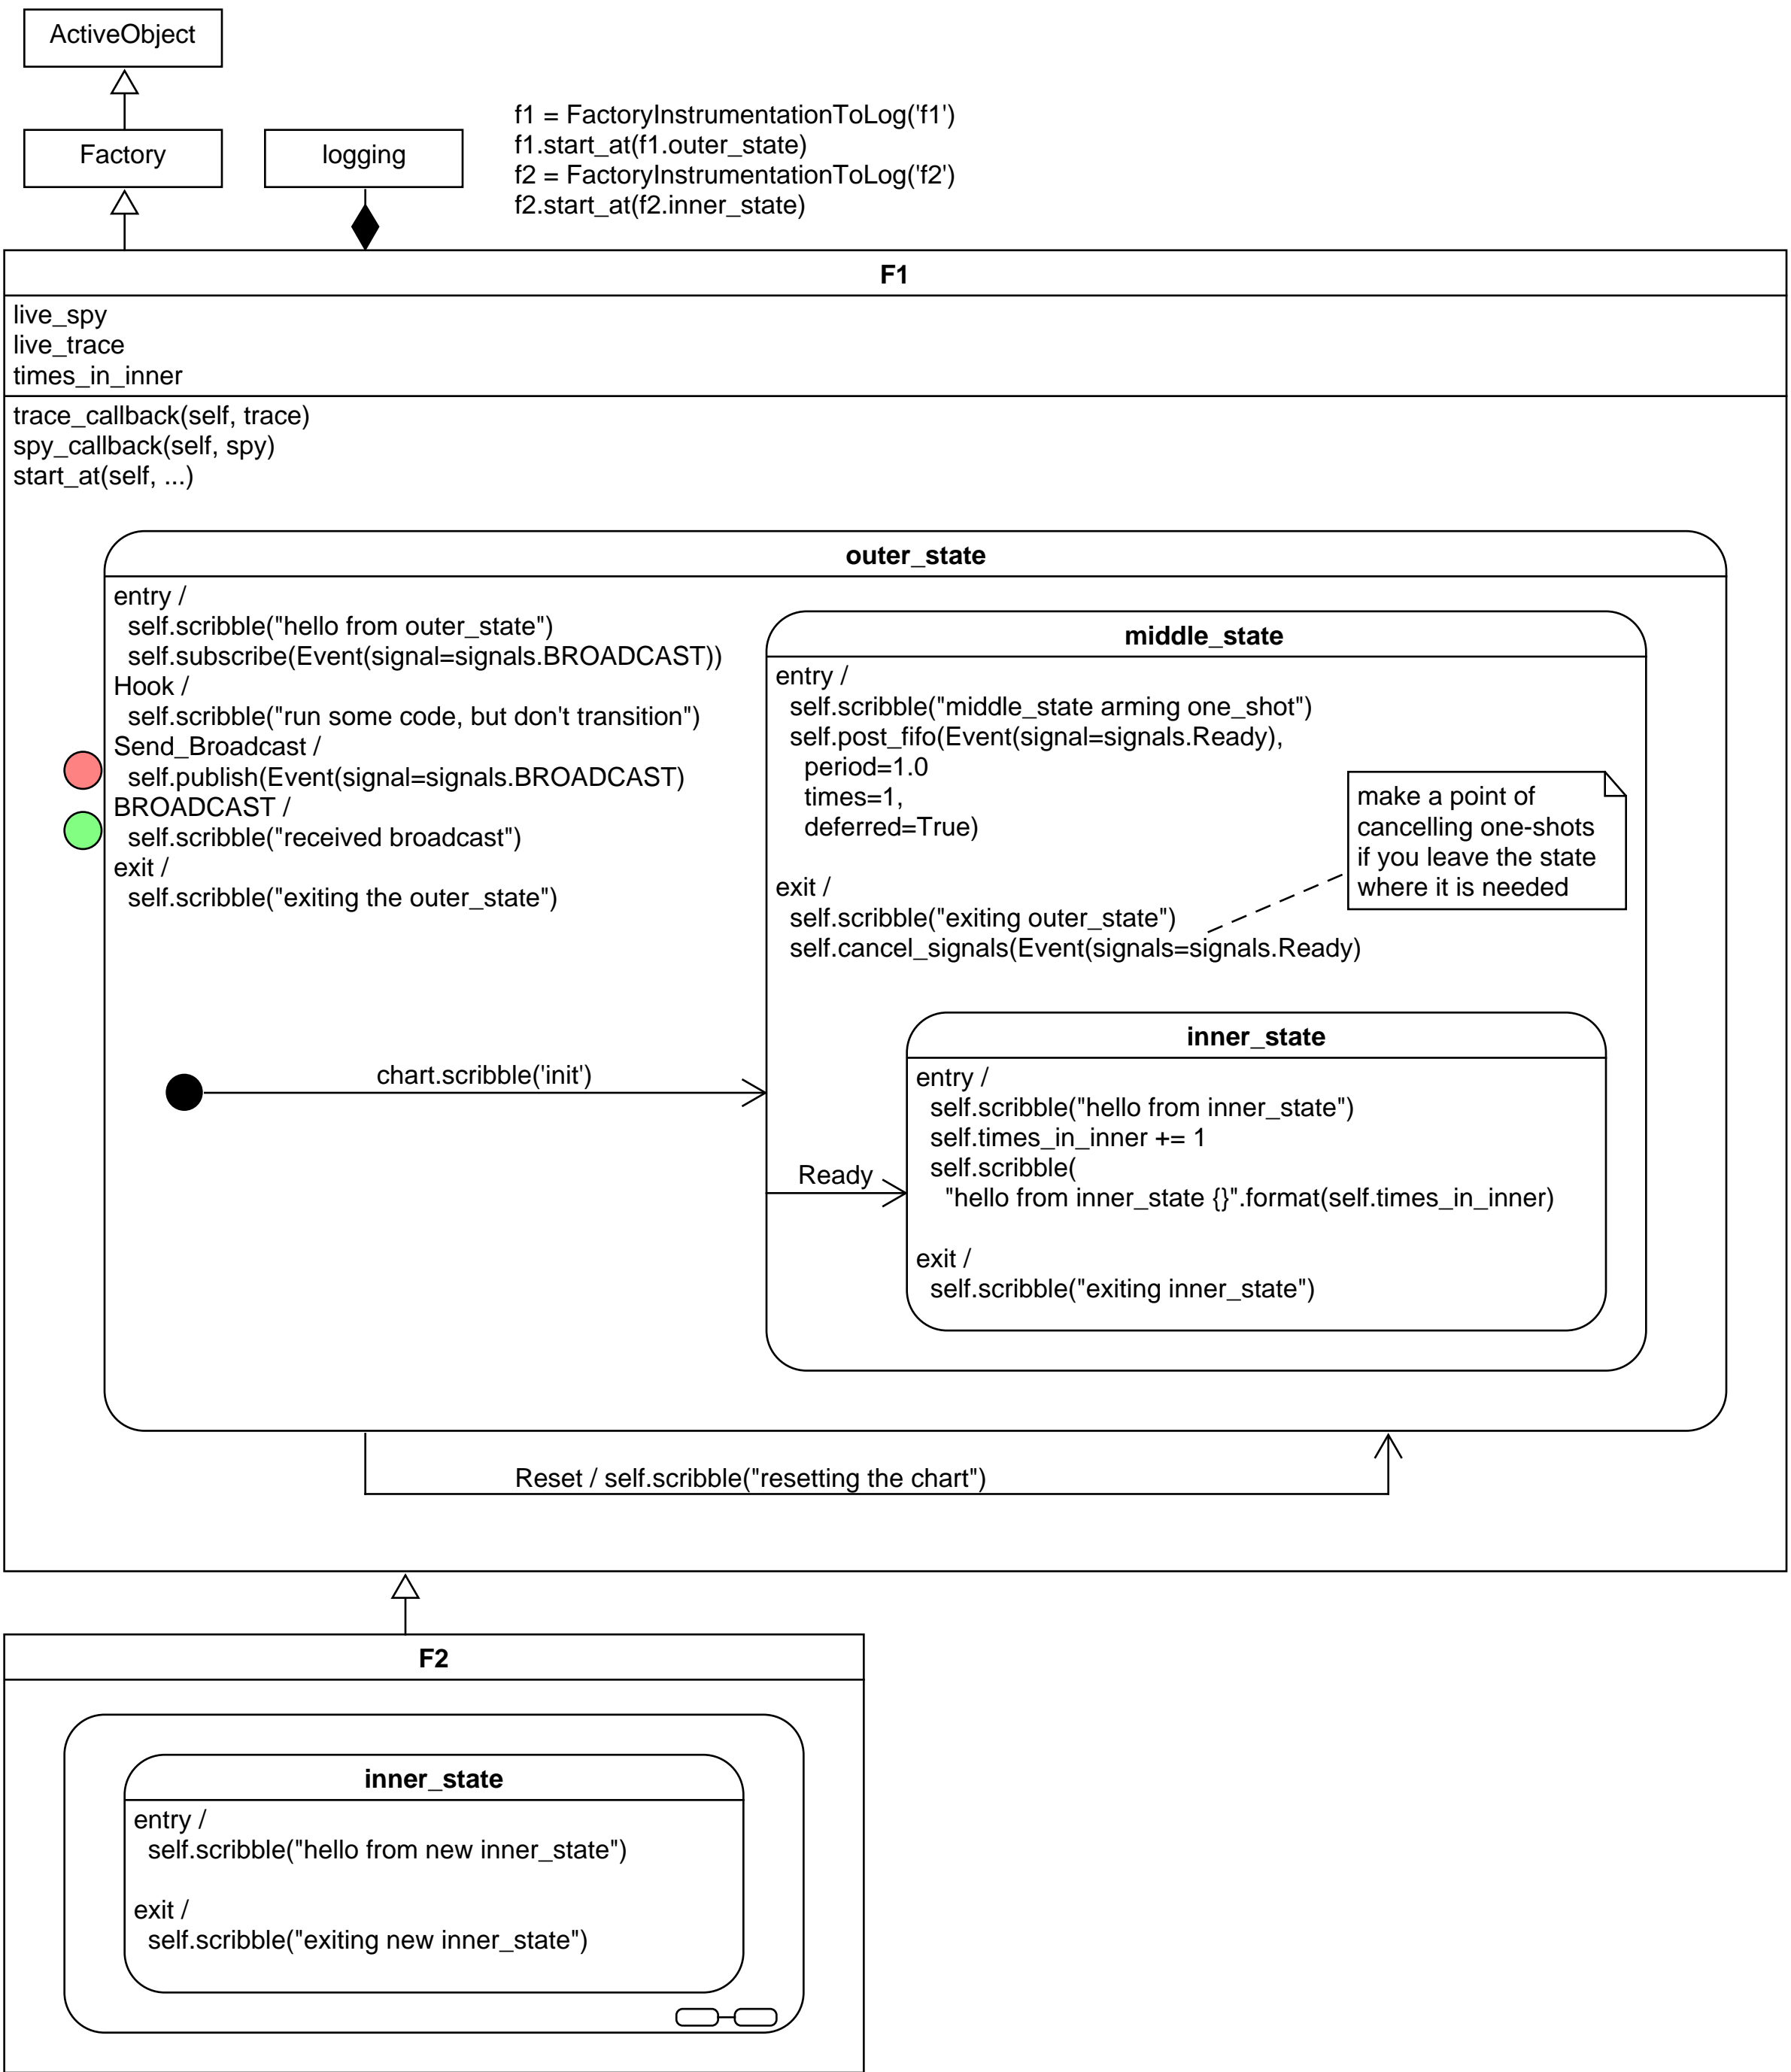 ActiveObject
Factory
logging
f1 = FactoryInstrumentationToLog('f1')
f1.start_at(f1.outer_state)
f2 = FactoryInstrumentationToLog('f2')
f2.start_at(f2.inner_state)
F1
live_spy
live_trace
times_in_inner
trace_callback(self, trace)
spy_callback(self, spy)
start_at(self, ...)
outer_state
entry /
self.scribble("hello from outer_state")
self.subscribe(Event(signal=signals.BROADCAST))
Hook /
self.scribble("run some code, but don't transition")
Send_Broadcast /
self.publish(Event(signal=signals.BROADCAST)
BROADCAST /
self.scribble("received broadcast")
exit /
self.scribble("exiting the outer_state")
middle_state
entry /
self.scribble("middle_state arming one_shot")
self.post_fifo(Event(signal=signals.Ready),
period=1.0
times=1,
deferred=True)
exit /
self.scribble("exiting outer_state")
self.cancel_signals(Event(signals=signals.Ready)
make a point of
cancelling one-shots
if you leave the state
where it is needed
chart.scribble('init')
Ready
inner_state
entry /
self.scribble("hello from inner_state")
self.times_in_inner += 1
self.scribble(
"hello from inner_state {}".format(self.times_in_inner)
exit /
self.scribble("exiting inner_state")
Reset / self.scribble("resetting the chart")
F2
inner_state
entry /
self.scribble("hello from new inner_state")
exit /
self.scribble("exiting new inner_state")